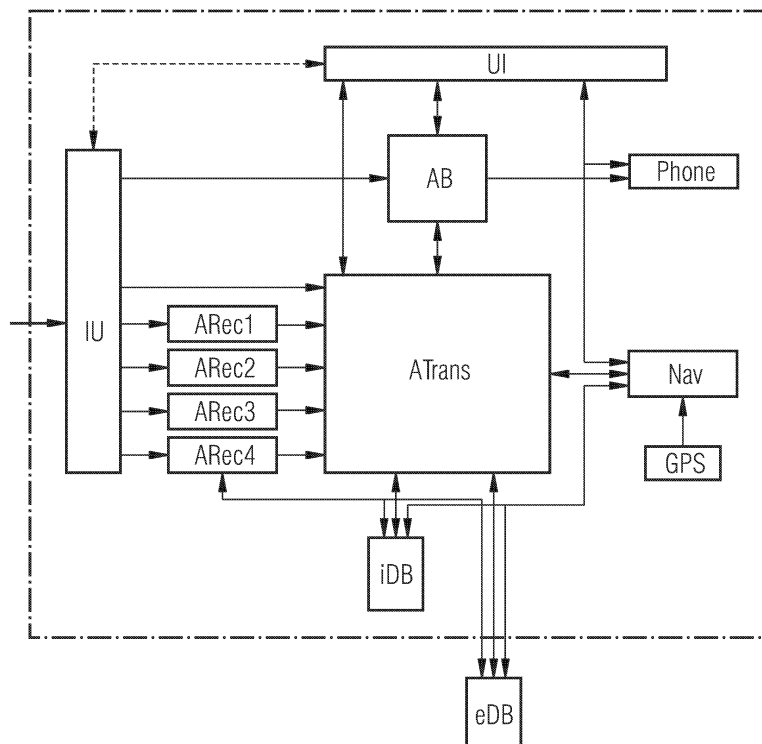 UI
AB
Phone
IU
ARec1
ARec2
ARec3
ARec4
ATrans
Nav
GPS
iDB
eDB